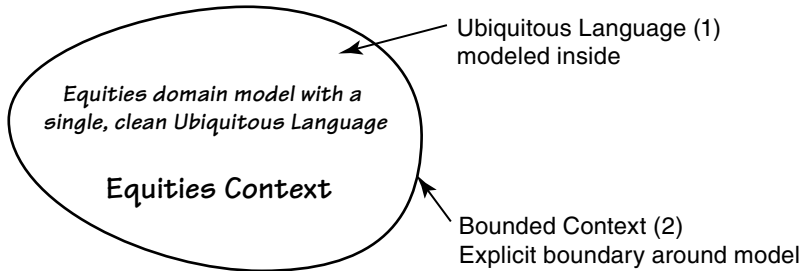 Ubiquitous Language (1)
modeled inside
Equities domain model with a
single, clean Ubiquitous Language
Equities Context
Bounded Context (2)
Explicit boundary around model